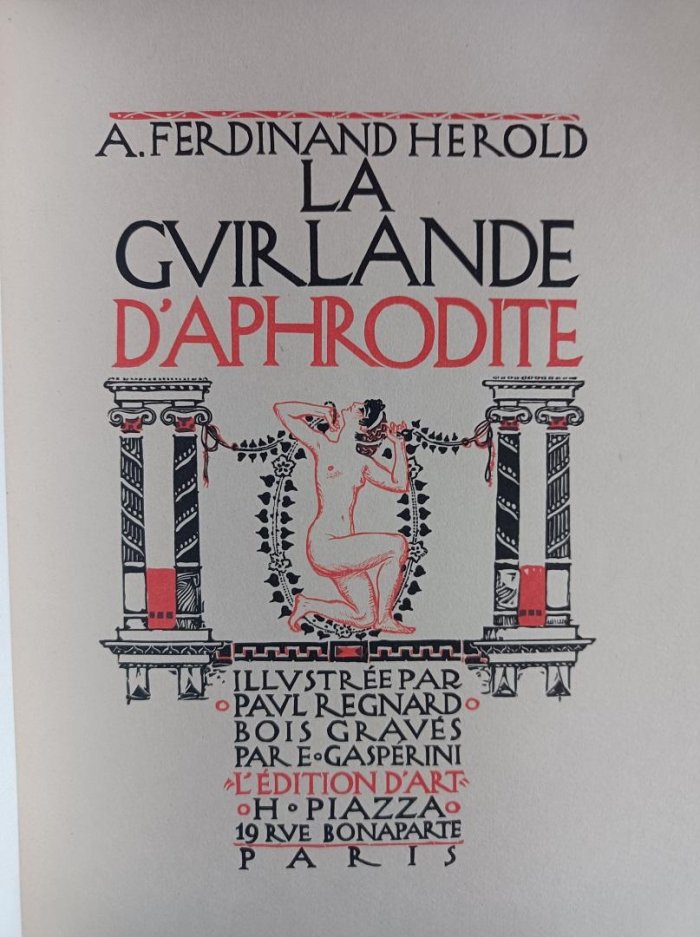 A. FERDINAND HEROLD
LA
GVIRLANDE
D'APHRODITE
ILLVSTRÉE PAR
PAVL REGNARD
BOIS GRAVÉS
PAR E∘GASPÉRINI
"L'ÉDITION D'ART"
∘H∘PIAZZA∘
19 RVE BONAPARTE
PARIS